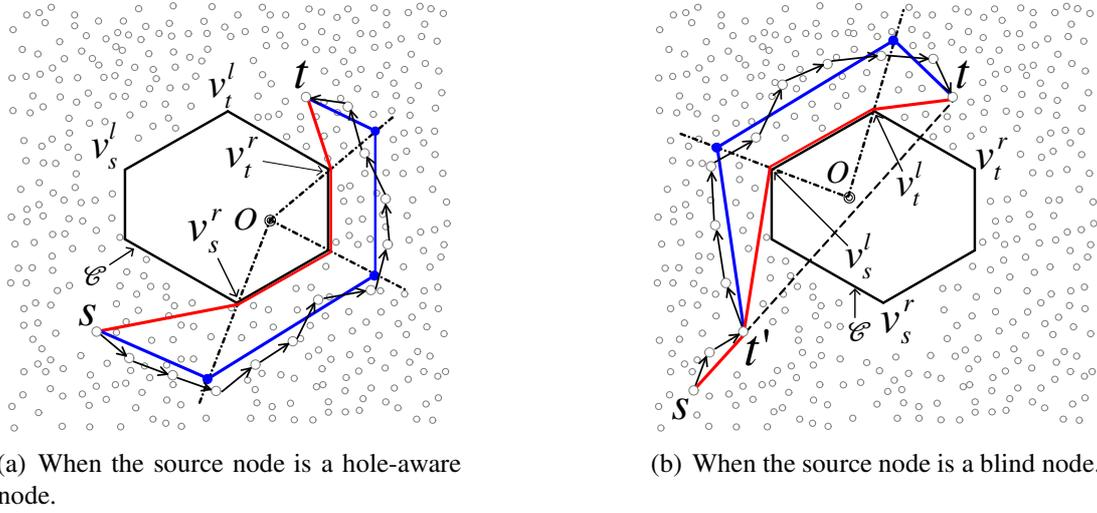 t
v_t^l
v_s^l
v_t^r
v_s^r O
𝒞
s
t
O
v_t^r
v_t^l
v_s^l
t'
𝒞 v_s^r
s
(a) When the source node is a hole-aware
node.
(b) When the source node is a blind node.